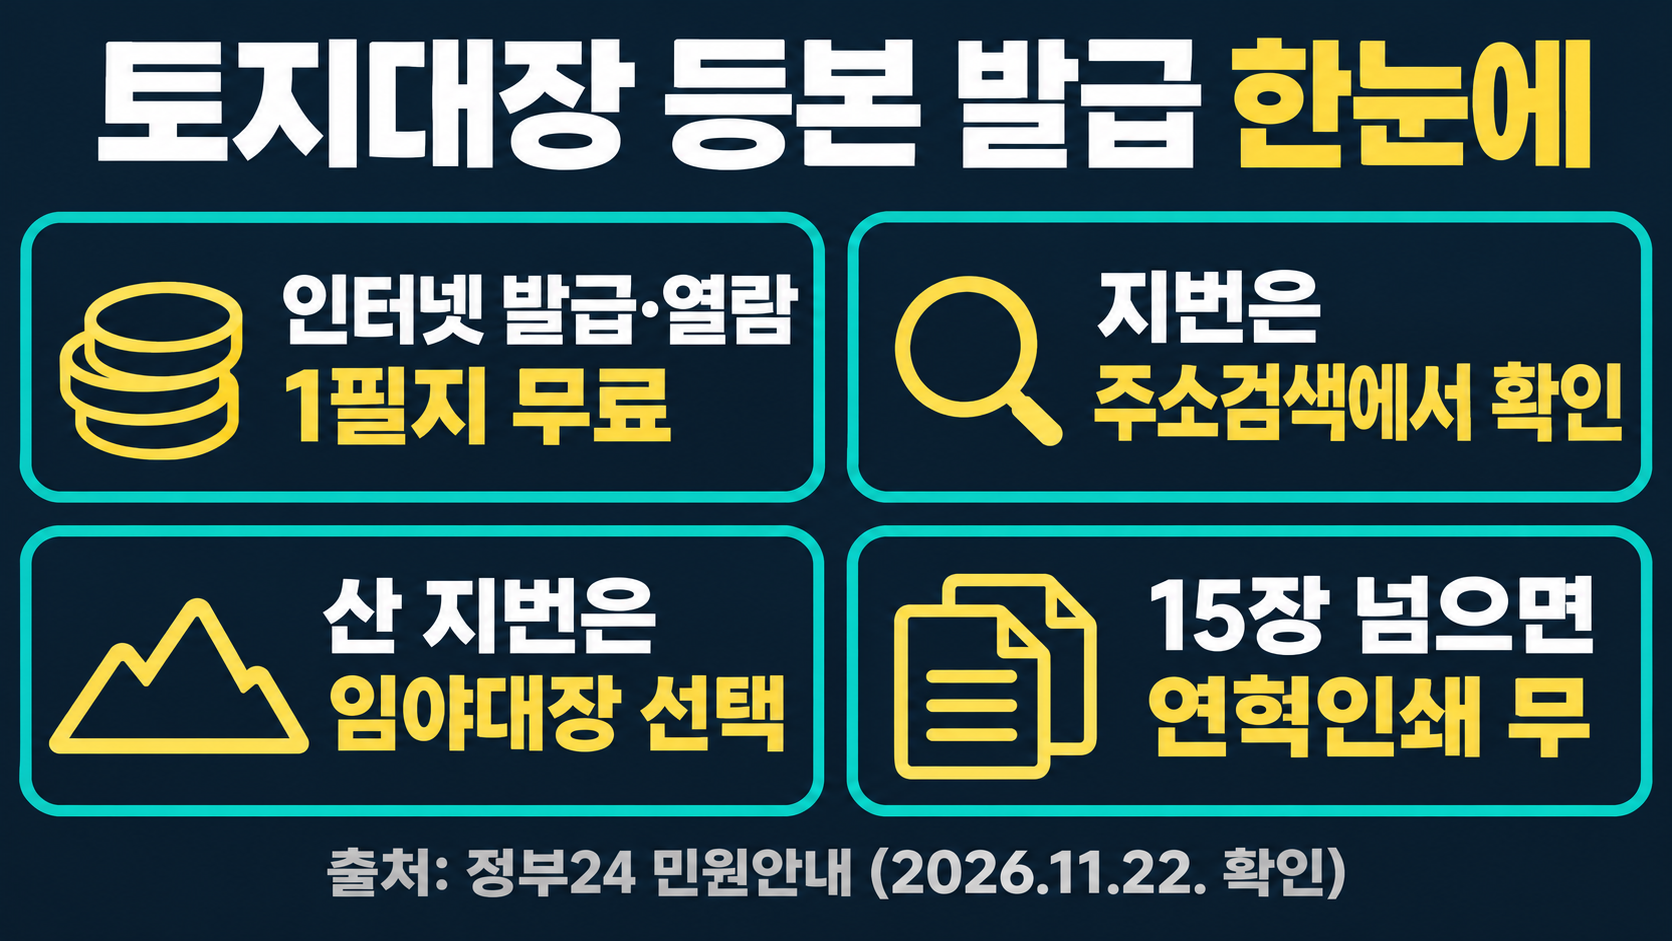 토지대장 등본 발급 한눈에
인터넷 발급·열람
1필지 무료
지번은
주소검색에서 확인
산 지번은
임야대장 선택
15장 넘으면
연혁인쇄 무
출처: 정부24 민원안내 (2026.11.22. 확인)